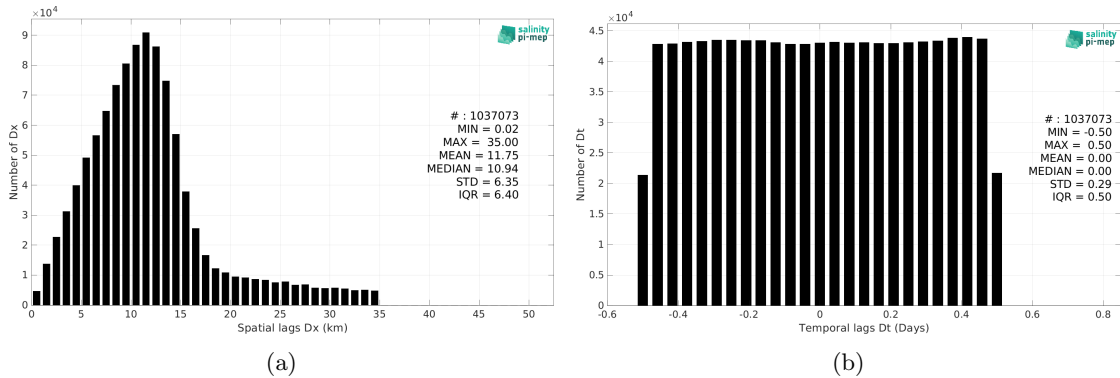 ×10⁴
9
8
7
6
5
4
3
2
1
0
Number of Dx
0 5 10 15 20 25 30 35 40 45 50
Spatial lags Dx (km)
salinity
pi-mep
# : 1037073
MIN = 0.02
MAX = 35.00
MEAN = 11.75
MEDIAN = 10.94
STD = 6.35
IQR = 6.40
(a)
×10⁴
4.5
4
3.5
3
2.5
2
1.5
1
0.5
0
Number of Dt
-0.6 -0.4 -0.2 0 0.2 0.4 0.6 0.8
Temporal lags Dt (Days)
salinity
pi-mep
# : 1037073
MIN = -0.50
MAX = 0.50
MEAN = 0.00
MEDIAN = 0.00
STD = 0.29
IQR = 0.50
(b)